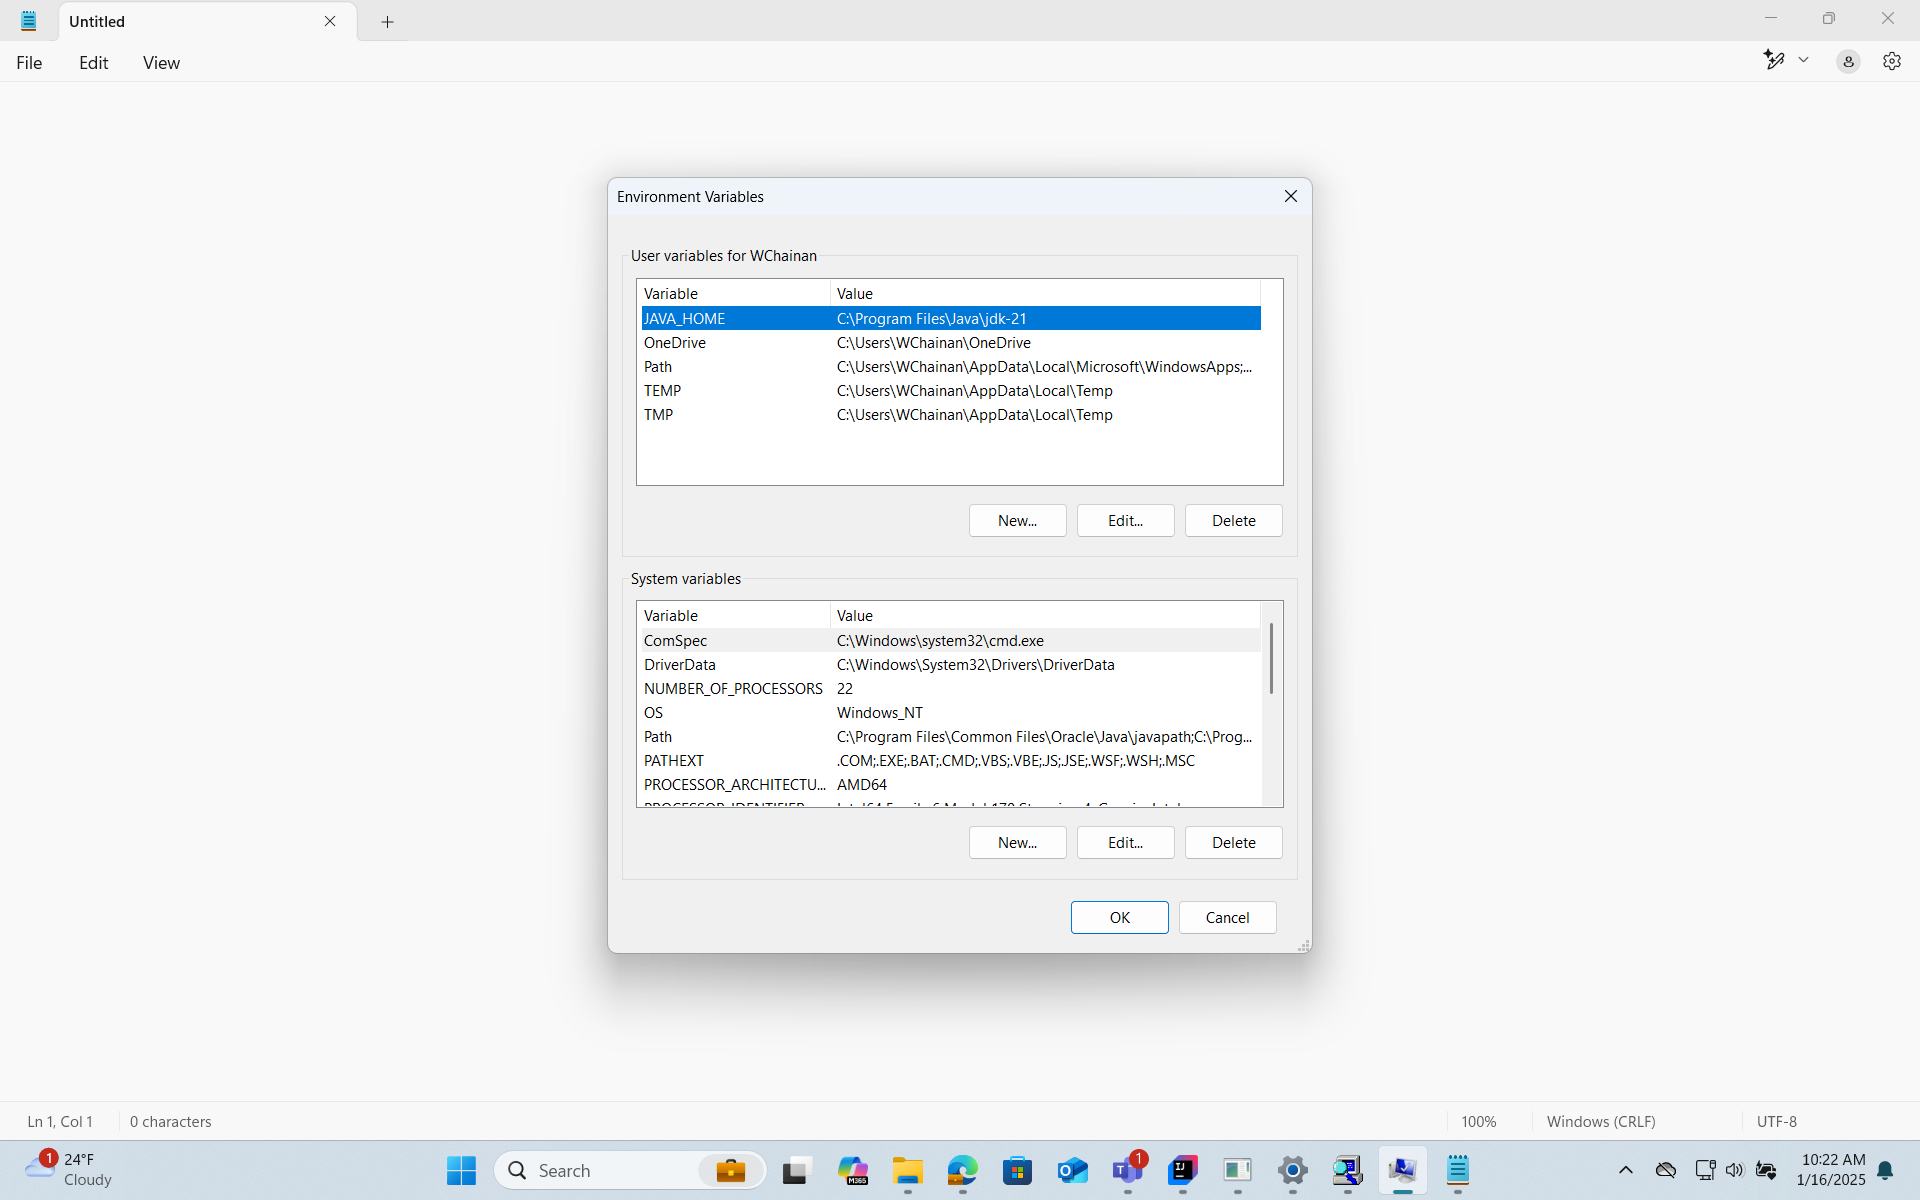 Untitled
File Edit View
Environment Variables
User variables for WChainan
Variable Value
JAVA_HOME C:\Program Files\Java\jdk-21
OneDrive C:\Users\WChainan\OneDrive
Path C:\Users\WChainan\AppData\Local\Microsoft\WindowsApps;...
TEMP C:\Users\WChainan\AppData\Local\Temp
TMP C:\Users\WChainan\AppData\Local\Temp
New... Edit... Delete
System variables
Variable Value
ComSpec C:\Windows\system32\cmd.exe
DriverData C:\Windows\System32\Drivers\DriverData
NUMBER_OF_PROCESSORS 22
OS Windows_NT
Path C:\Program Files\Common Files\Oracle\Java\javapath;C:\Prog...
PATHEXT .COM;.EXE;.BAT;.CMD;.VBS;.VBE;.JS;.JSE;.WSF;.WSH;.MSC
PROCESSOR_ARCHITECTU... AMD64
New... Edit... Delete
OK Cancel
Ln 1, Col 1 0 characters 100% Windows (CRLF) UTF-8
1 24°F
Cloudy
Search
M365
1
IJ
10:22 AM
1/16/2025